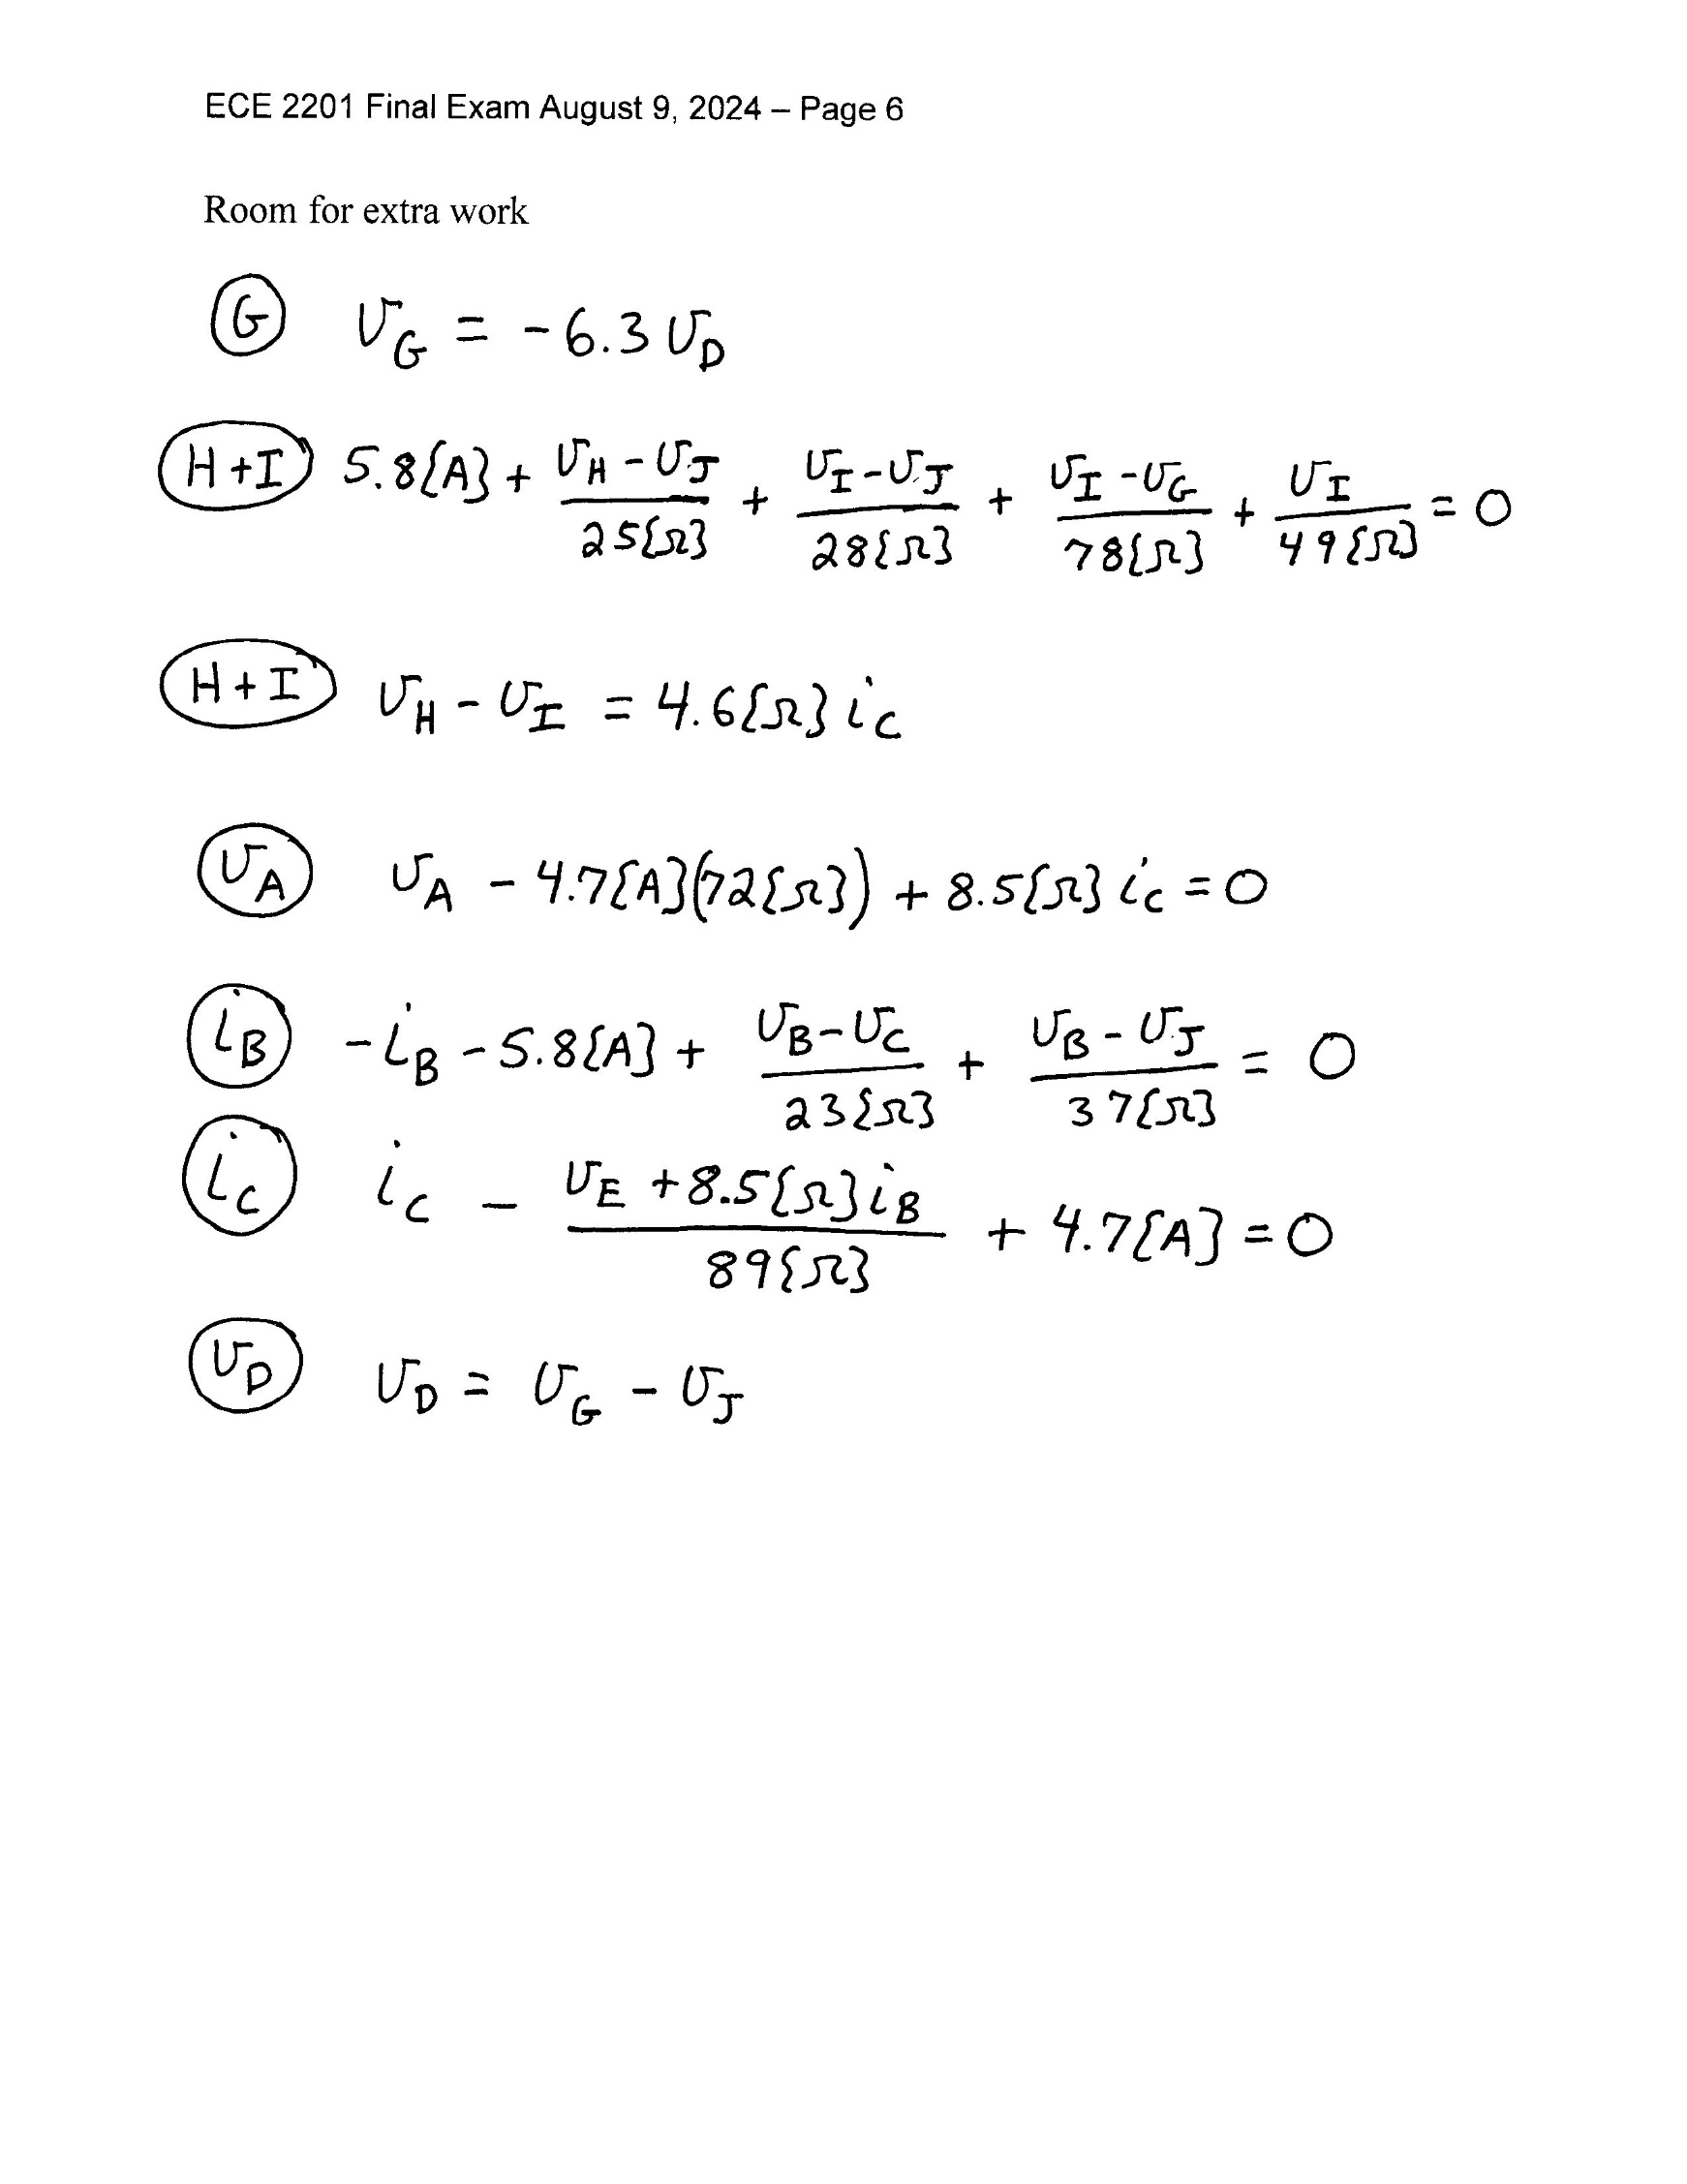 ECE 2201 Final Exam August 9, 2024 – Page 6
Room for extra work
(G) v_G = -6.3 v_D
(H+I) 5.8{A} + (v_H - v_J)/25{Ω} + (v_I - v_J)/28{Ω} + (v_I - v_G)/78{Ω} + v_I/49{Ω} = 0
(H+I) v_H - v_I = 4.6{Ω} i_C
(v_A) v_A - 4.7{A}(72{Ω}) + 8.5{Ω} i_C = 0
(i_B) -i_B - 5.8{A} + (v_B - v_C)/23{Ω} + (v_B - v_J)/37{Ω} = 0
(i_C) i_C - (v_E + 8.5{Ω} i_B)/89{Ω} + 4.7{A} = 0
(v_D) v_D = v_G - v_J